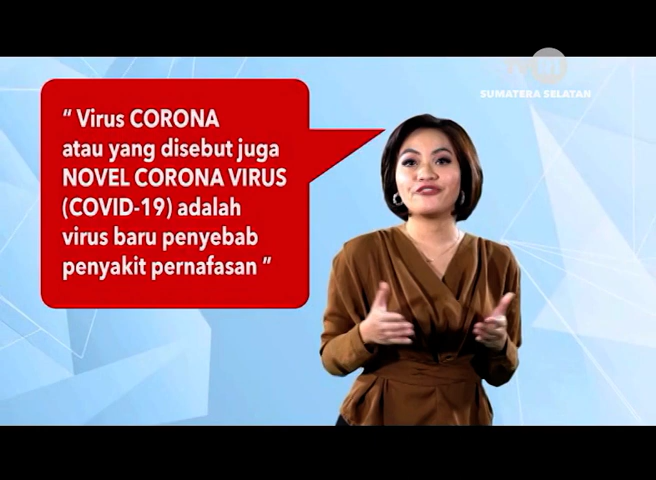 “ Virus CORONA
atau yang disebut juga
NOVEL CORONA VIRUS
(COVID-19) adalah
virus baru penyebab
penyakit pernafasan ”
SUMATERA SELATAN